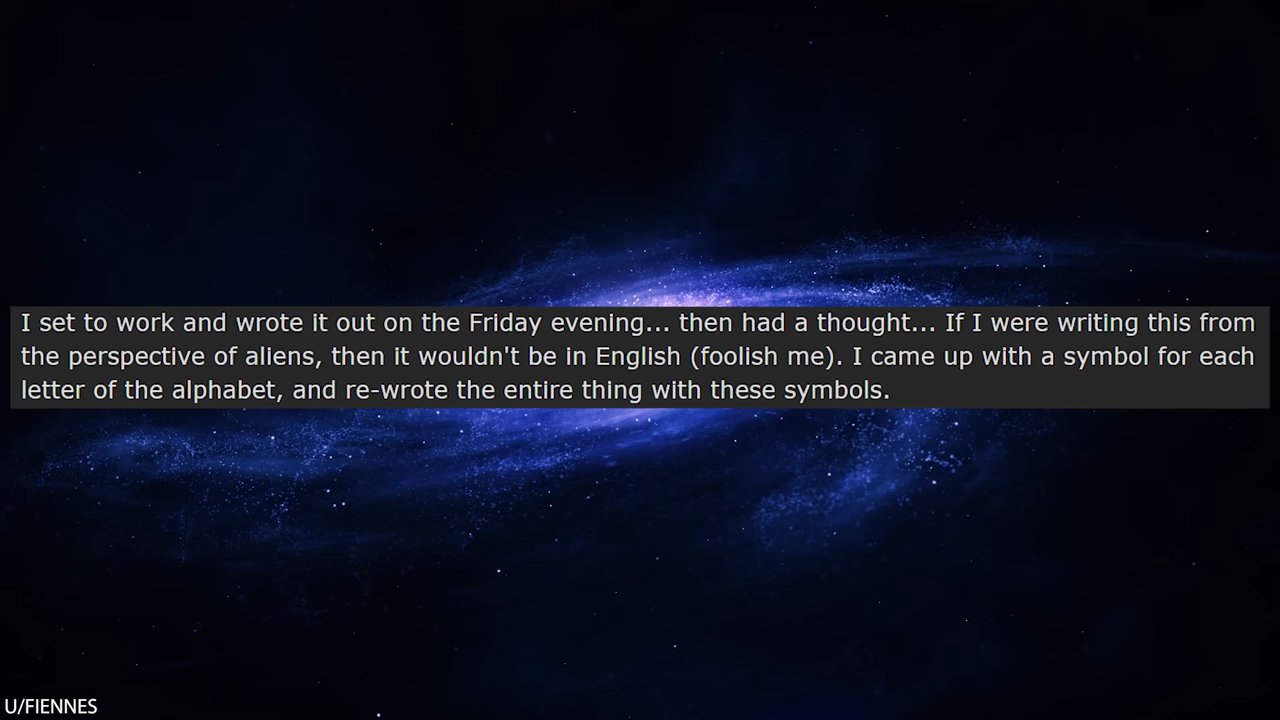 I set to work and wrote it out on the Friday evening... then had a thought... If I were writing this from
the perspective of aliens, then it wouldn't be in English (foolish me). I came up with a symbol for each
letter of the alphabet, and re-wrote the entire thing with these symbols.
U/FIENNES